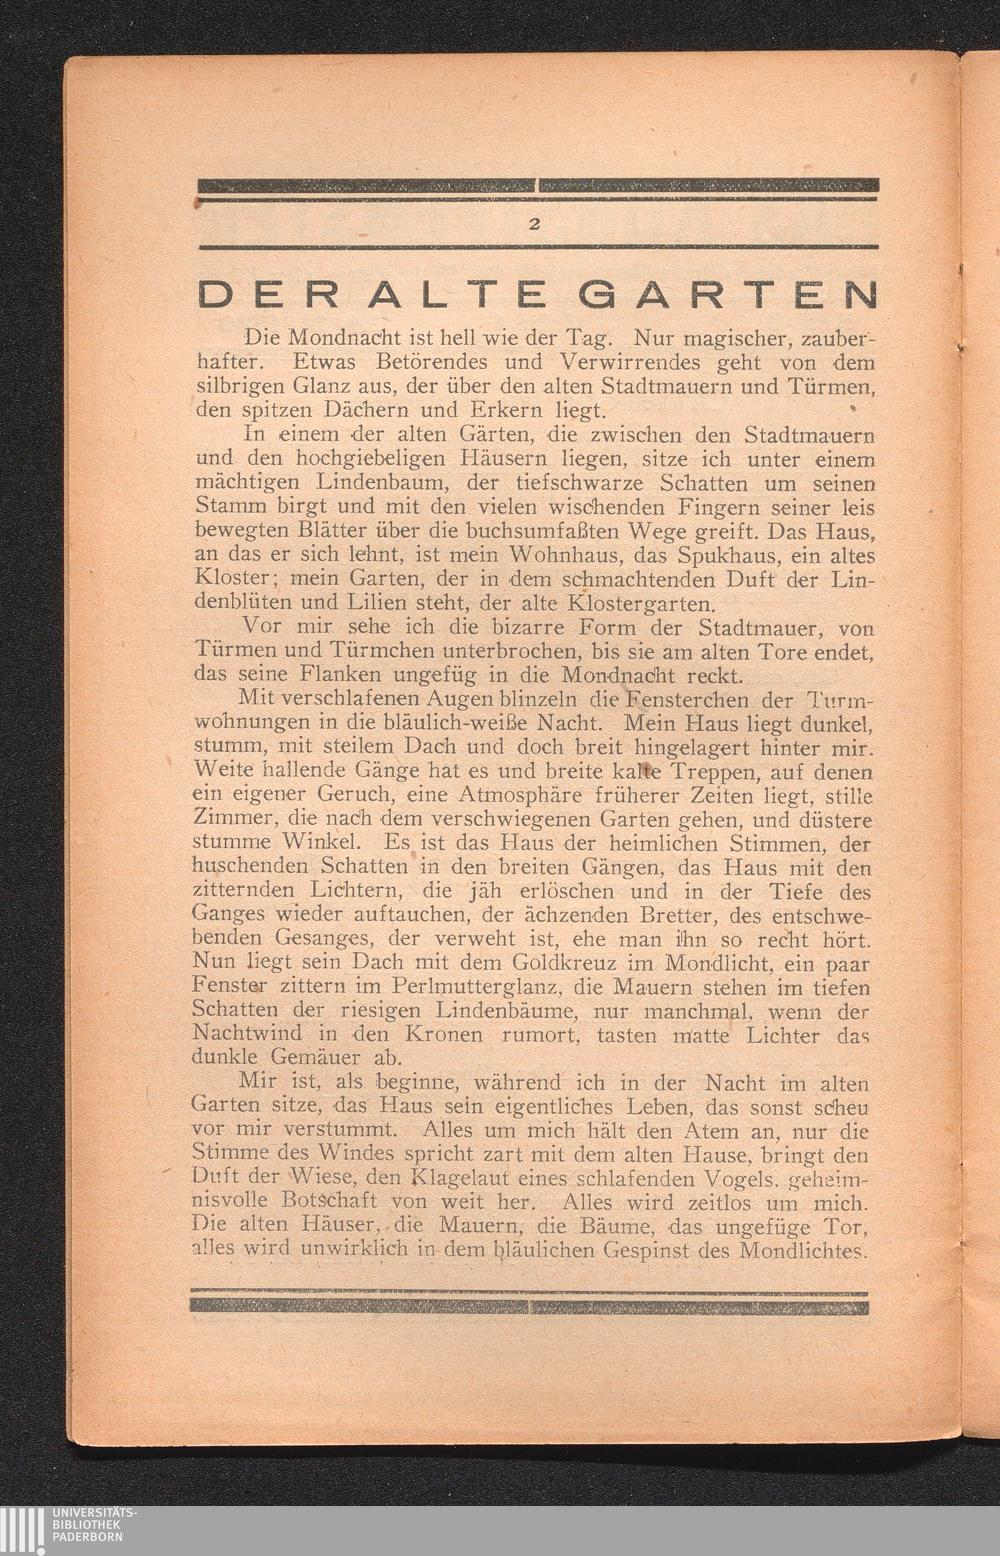 2
DER ALTE GARTEN
Die Mondnacht ist hell wie der Tag. Nur magischer, zauber-
hafter. Etwas Betörendes und Verwirrendes geht von dem
silbrigen Glanz aus, der über den alten Stadtmauern und Türmen,
den spitzen Dächern und Erkern liegt.
In einem der alten Gärten, die zwischen den Stadtmauern
und den hochgiebeligen Häusern liegen, sitze ich unter einem
mächtigen Lindenbaum, der tiefschwarze Schatten um seinen
Stamm birgt und mit den vielen wischenden Fingern seiner leis
bewegten Blätter über die buchsumfaßten Wege greift. Das Haus,
an das er sich lehnt, ist mein Wohnhaus, das Spukhaus, ein altes
Kloster; mein Garten, der in dem schmachtenden Duft der Lin-
denblüten und Lilien steht, der alte Klostergarten.
Vor mir sehe ich die bizarre Form der Stadtmauer, von
Türmen und Türmchen unterbrochen, bis sie am alten Tore endet,
das seine Flanken ungefüg in die Mondnacht reckt.
Mit verschlafenen Augen blinzeln die Fensterchen der Turm-
wohnungen in die bläulich-weiße Nacht. Mein Haus liegt dunkel,
stumm, mit steilem Dach und doch breit hingelagert hinter mir.
Weite hallende Gänge hat es und breite kalte Treppen, auf denen
ein eigener Geruch, eine Atmosphäre früherer Zeiten liegt, stille
Zimmer, die nach dem verschwiegenen Garten gehen, und düstere
stumme Winkel. Es ist das Haus der heimlichen Stimmen, der
huschenden Schatten in den breiten Gängen, das Haus mit den
zitternden Lichtern, die jäh erlöschen und in der Tiefe des
Ganges wieder auftauchen, der ächzenden Bretter, des entschwe-
benden Gesanges, der verweht ist, ehe man ihn so recht hört.
Nun liegt sein Dach mit dem Goldkreuz im Mondlicht, ein paar
Fenster zittern im Perlmutterglanz, die Mauern stehen im tiefen
Schatten der riesigen Lindenbäume, nur manchmal, wenn der
Nachtwind in den Kronen rumort, tasten matte Lichter das
dunkle Gemäuer ab.
Mir ist, als beginne, während ich in der Nacht im alten
Garten sitze, das Haus sein eigentliches Leben, das sonst scheu
vor mir verstummt. Alles um mich hält den Atem an, nur die
Stimme des Windes spricht zart mit dem alten Hause, bringt den
Duft der Wiese, den Klagelaut eines schlafenden Vogels, geheim-
nisvolle Botschaft von weit her. Alles wird zeitlos um mich.
Die alten Häuser, die Mauern, die Bäume, das ungefüge Tor,
alles wird unwirklich in dem bläulichen Gespinst des Mondlichtes.
UNIVERSITÄTS-
BIBLIOTHEK
PADERBORN